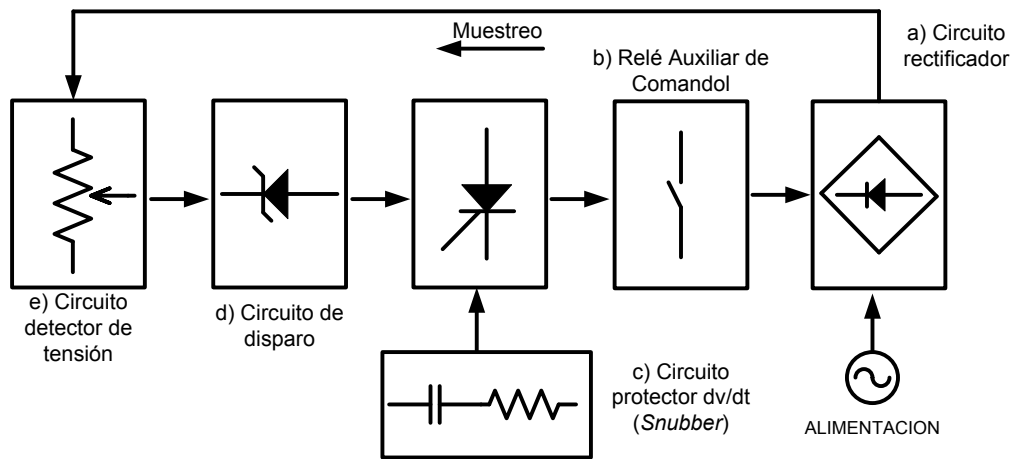 Muestreo
a) Circuito
rectificador
b) Relé Auxiliar de
Comandol
e) Circuito
detector de
tensión
d) Circuito de
disparo
c) Circuito
protector dv/dt
(Snubber)
ALIMENTACION